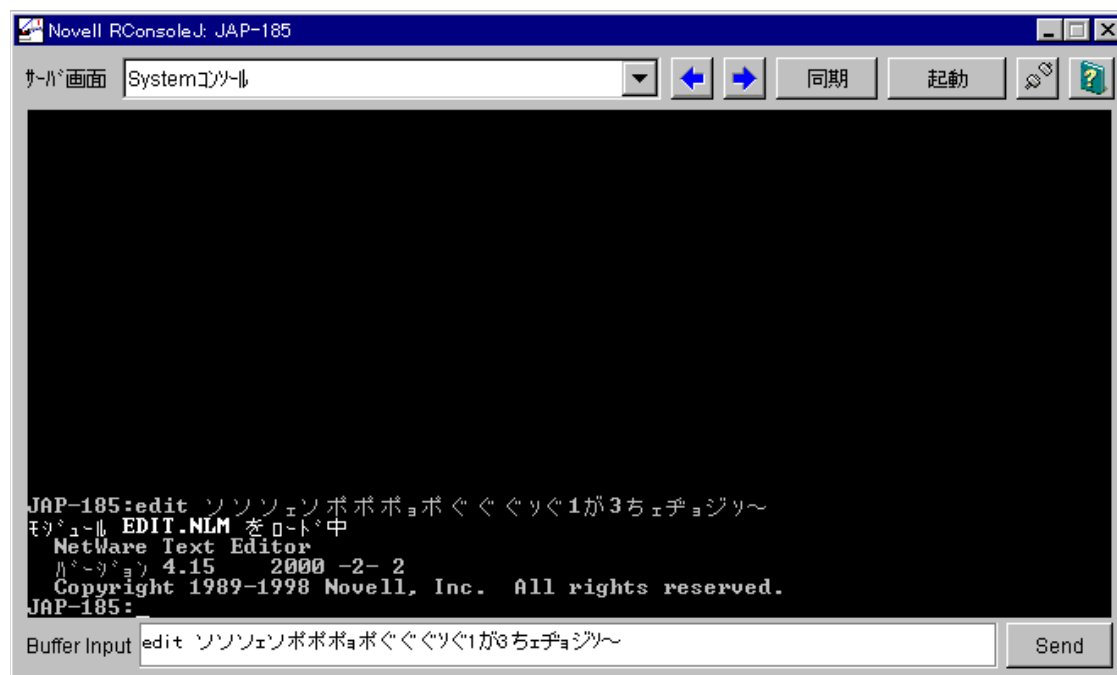 Novell RConsoleJ: JAP-185
ｻｰﾊﾞ画面 Systemｺﾝｿｰﾙ 同期 起動
JAP-185:edit ソソソェソポポポョポぐぐぐソぐ1が3ちェヂョジソ～
ﾓｼﾞｭｰﾙ EDIT.NLM をﾛｰﾄﾞ中
NetWare Text Editor
ﾊﾞｰｼﾞｮﾝ 4.15 2000 -2- 2
Copyright 1989-1998 Novell, Inc. All rights reserved.
JAP-185:_
Buffer Input edit ソソソェソポポポョポぐぐぐソぐ1が3ちェヂョジソ～ Send